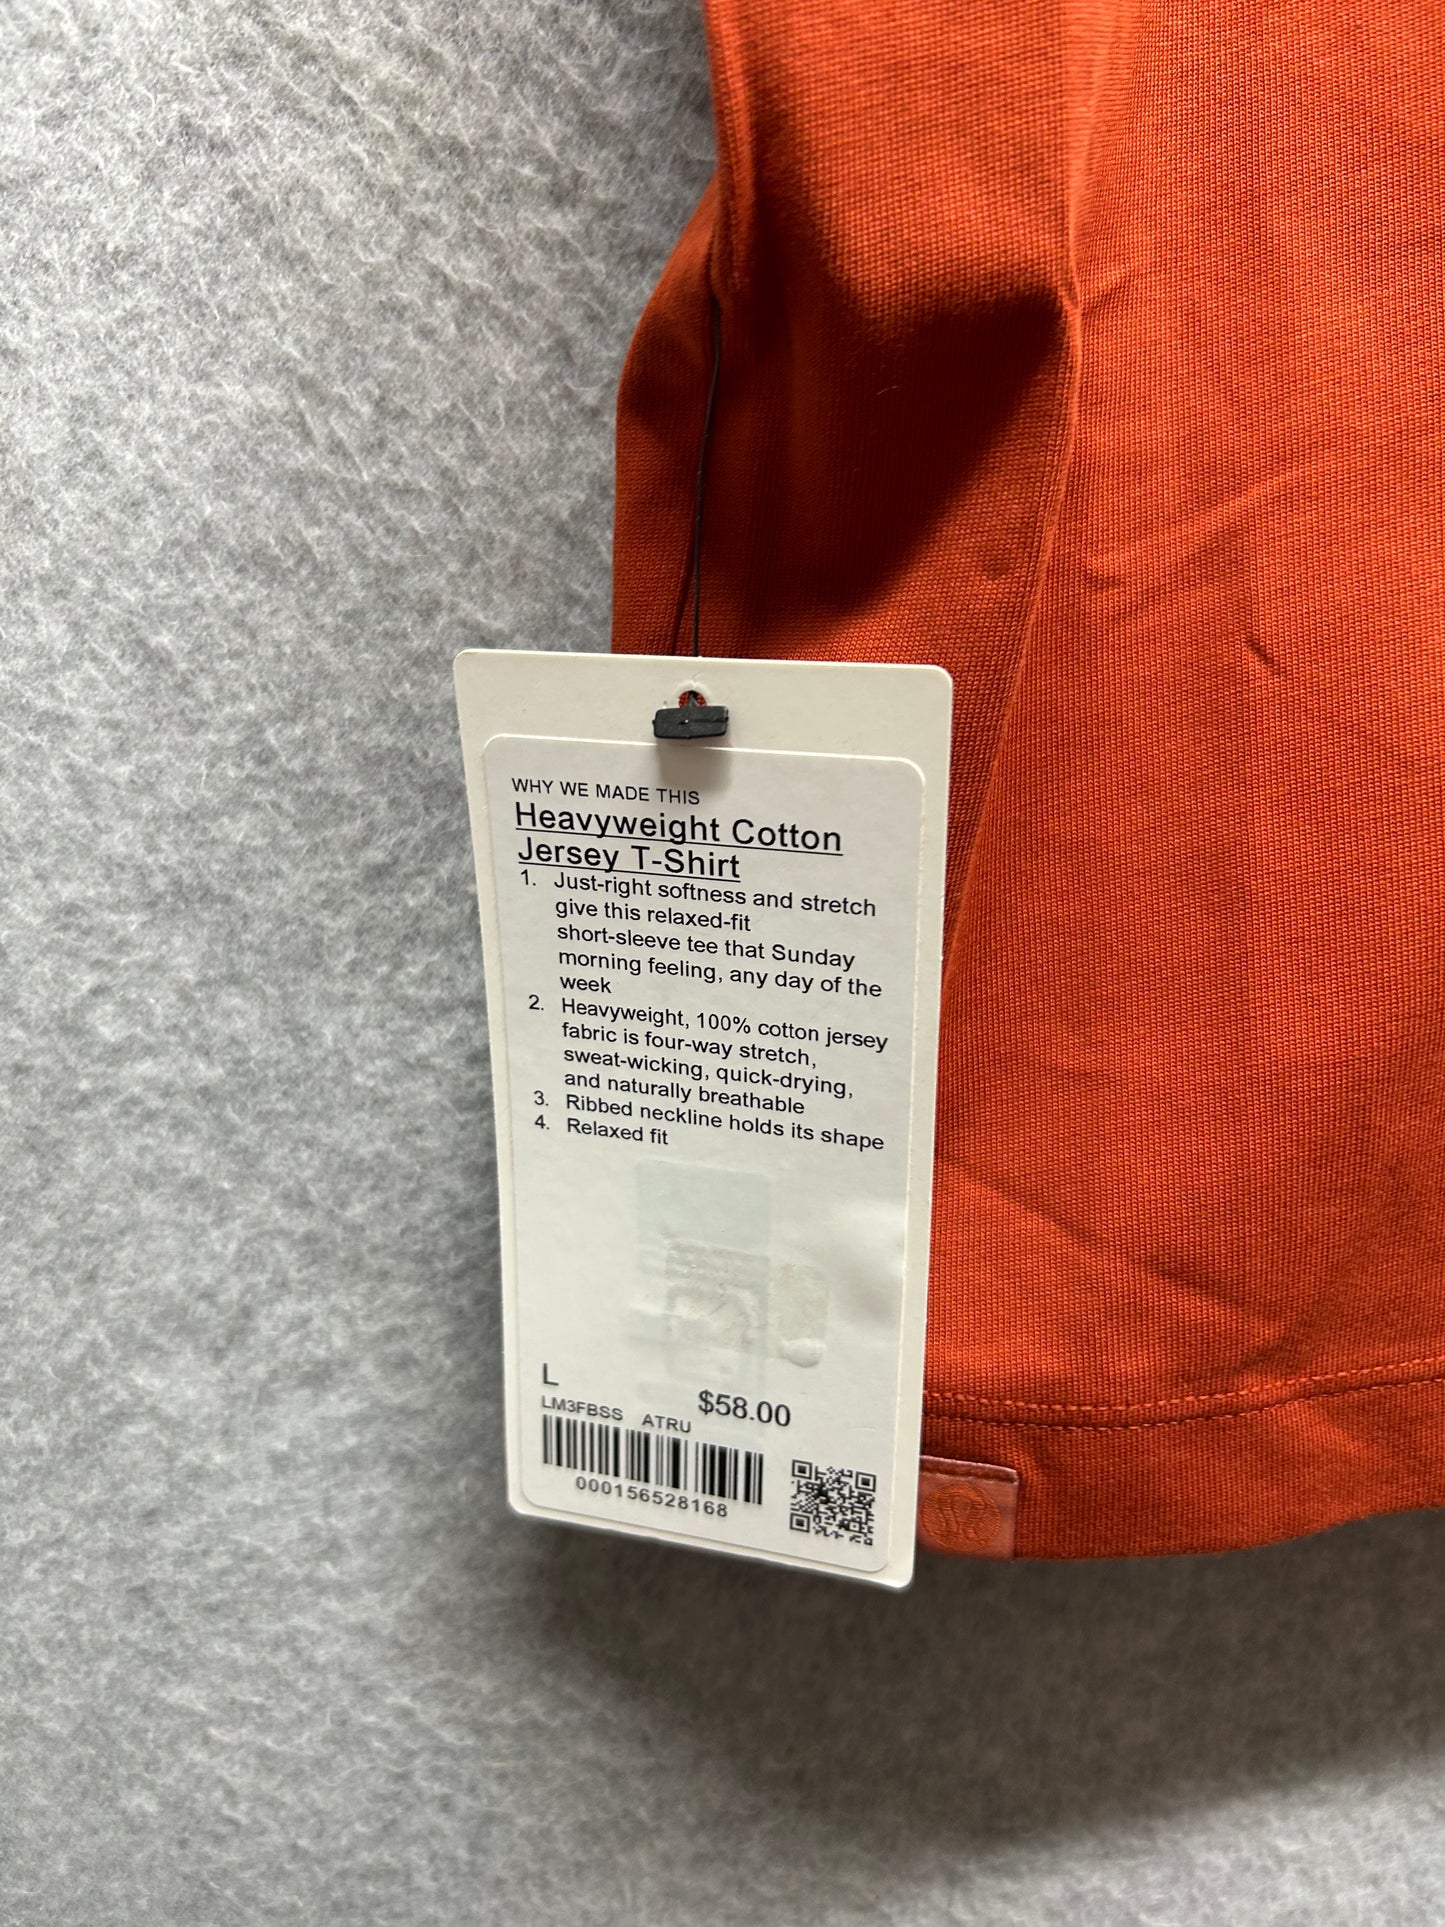 WHY WE MADE THIS
Heavyweight Cotton
Jersey T-Shirt
1. Just-right softness and stretch
give this relaxed-fit
short-sleeve tee that Sunday
morning feeling, any day of the
week
2. Heavyweight, 100% cotton jersey
fabric is four-way stretch,
sweat-wicking, quick-drying,
and naturally breathable
3. Ribbed neckline holds its shape
4. Relaxed fit
L
$58.00
LM3FBSS ATRU
000156528168